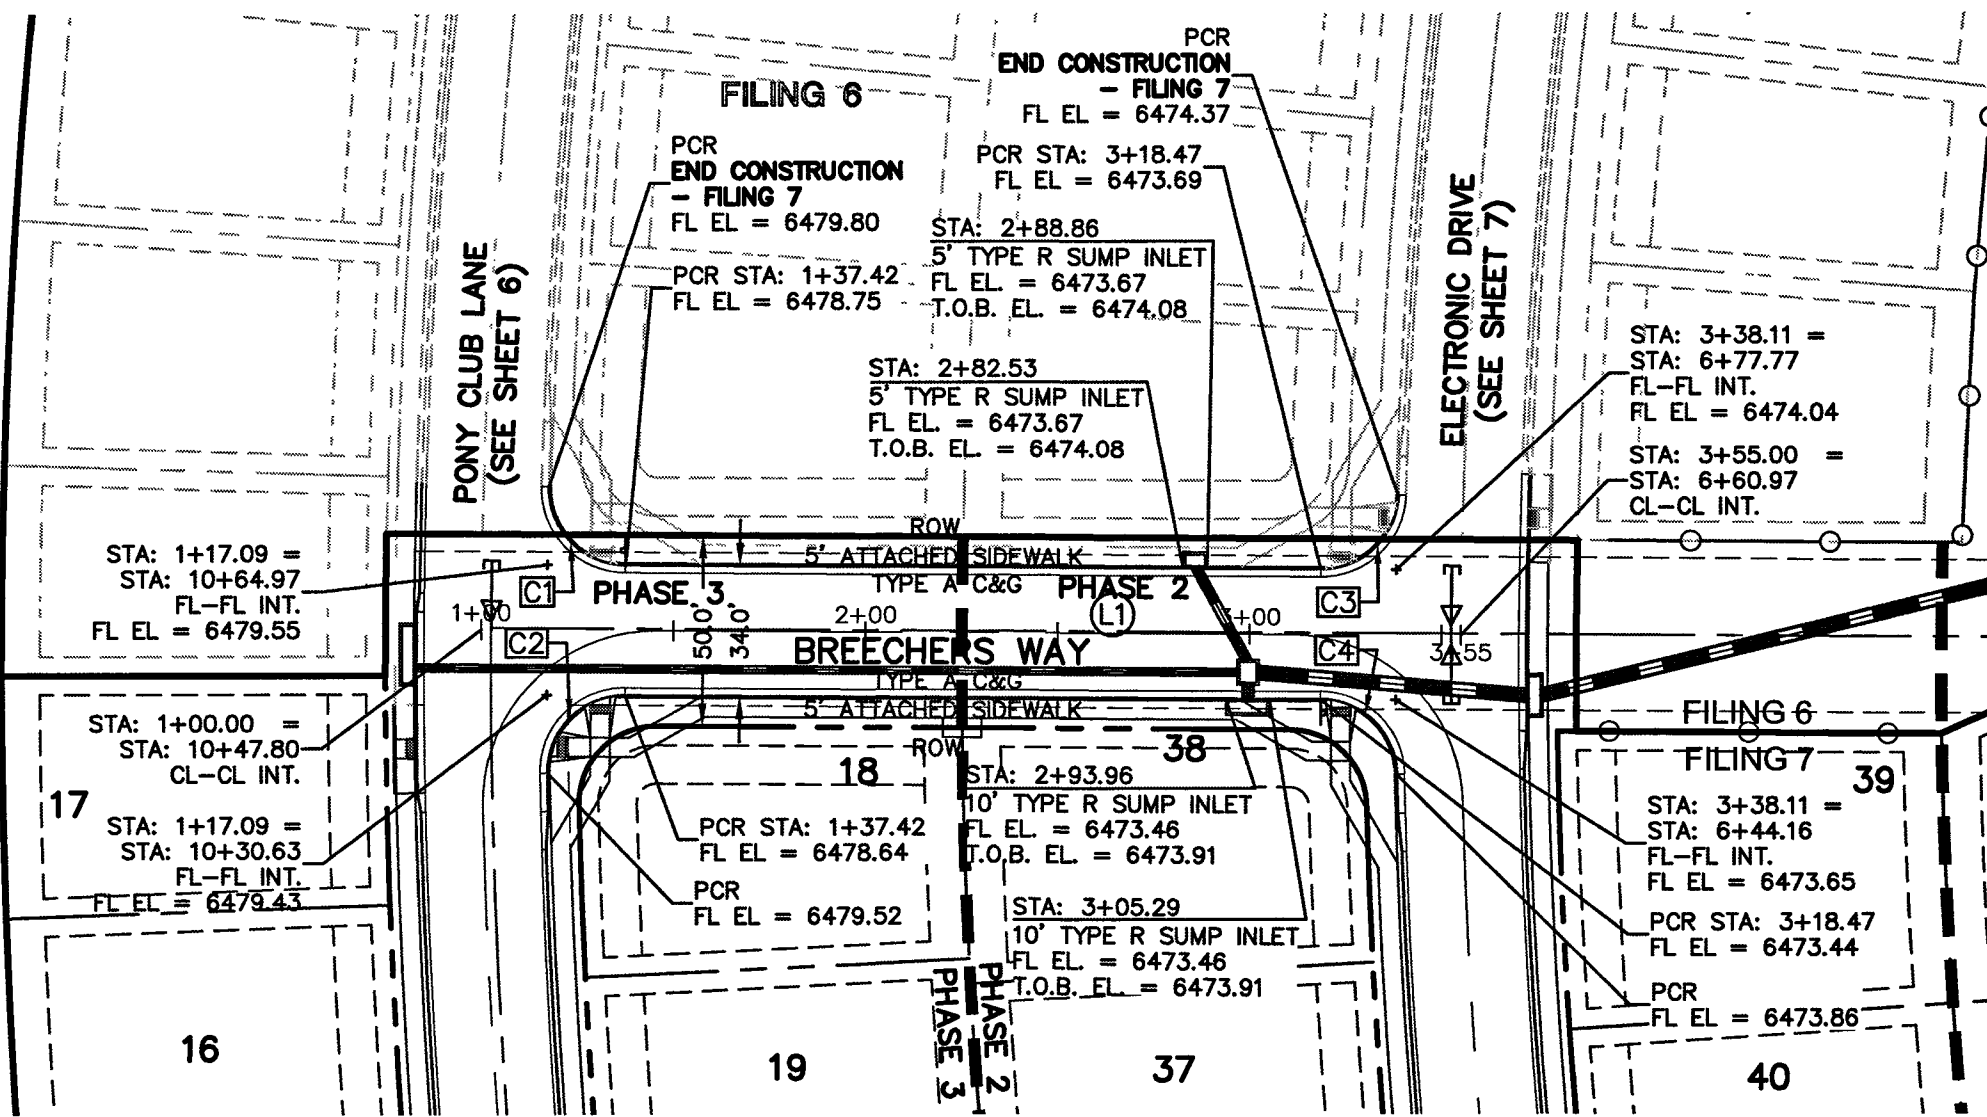 PCR
END CONSTRUCTION
- FILING 7
FL EL = 6474.37
FILING 6
PCR
END CONSTRUCTION
- FILING 7
FL EL = 6479.80
PCR STA: 3+18.47
FL EL = 6473.69
STA: 2+88.86
5' TYPE R SUMP INLET
FL EL. = 6473.67
T.O.B. EL. = 6474.08
PCR STA: 1+37.42
FL EL = 6478.75
PONY CLUB LANE
(SEE SHEET 6)
ELECTRONIC DRIVE
(SEE SHEET 7)
STA: 2+82.53
5' TYPE R SUMP INLET
FL EL. = 6473.67
T.O.B. EL. = 6474.08
STA: 3+38.11 =
STA: 6+77.77
FL-FL INT.
FL EL = 6474.04
STA: 3+55.00 =
STA: 6+60.97
CL-CL INT.
STA: 1+17.09 =
STA: 10+64.97
FL-FL INT.
FL EL = 6479.55
ROW
5' ATTACHED SIDEWALK
TYPE A C&G
PHASE 3
PHASE 2
C1
C3
1+00
2+00
L1
3+00
C2
50.0'
34.0'
BREECHERS WAY
C4
3+55
TYPE A C&G
5' ATTACHED SIDEWALK
ROW
STA: 1+00.00 =
STA: 10+47.80
CL-CL INT.
FILING 6
FILING 7
17
18
38
39
STA: 1+17.09 =
STA: 10+30.63
FL-FL INT.
FL EL = 6479.43
PCR STA: 1+37.42
FL EL = 6478.64
PCR
FL EL = 6479.52
STA: 2+93.96
10' TYPE R SUMP INLET
FL EL. = 6473.46
T.O.B. EL. = 6473.91
STA: 3+05.29
10' TYPE R SUMP INLET
FL EL. = 6473.46
T.O.B. EL. = 6473.91
STA: 3+38.11 =
STA: 6+44.16
FL-FL INT.
FL EL = 6473.65
PCR STA: 3+18.47
FL EL = 6473.44
PCR
FL EL = 6473.86
PHASE 3
PHASE 2
16
19
37
40